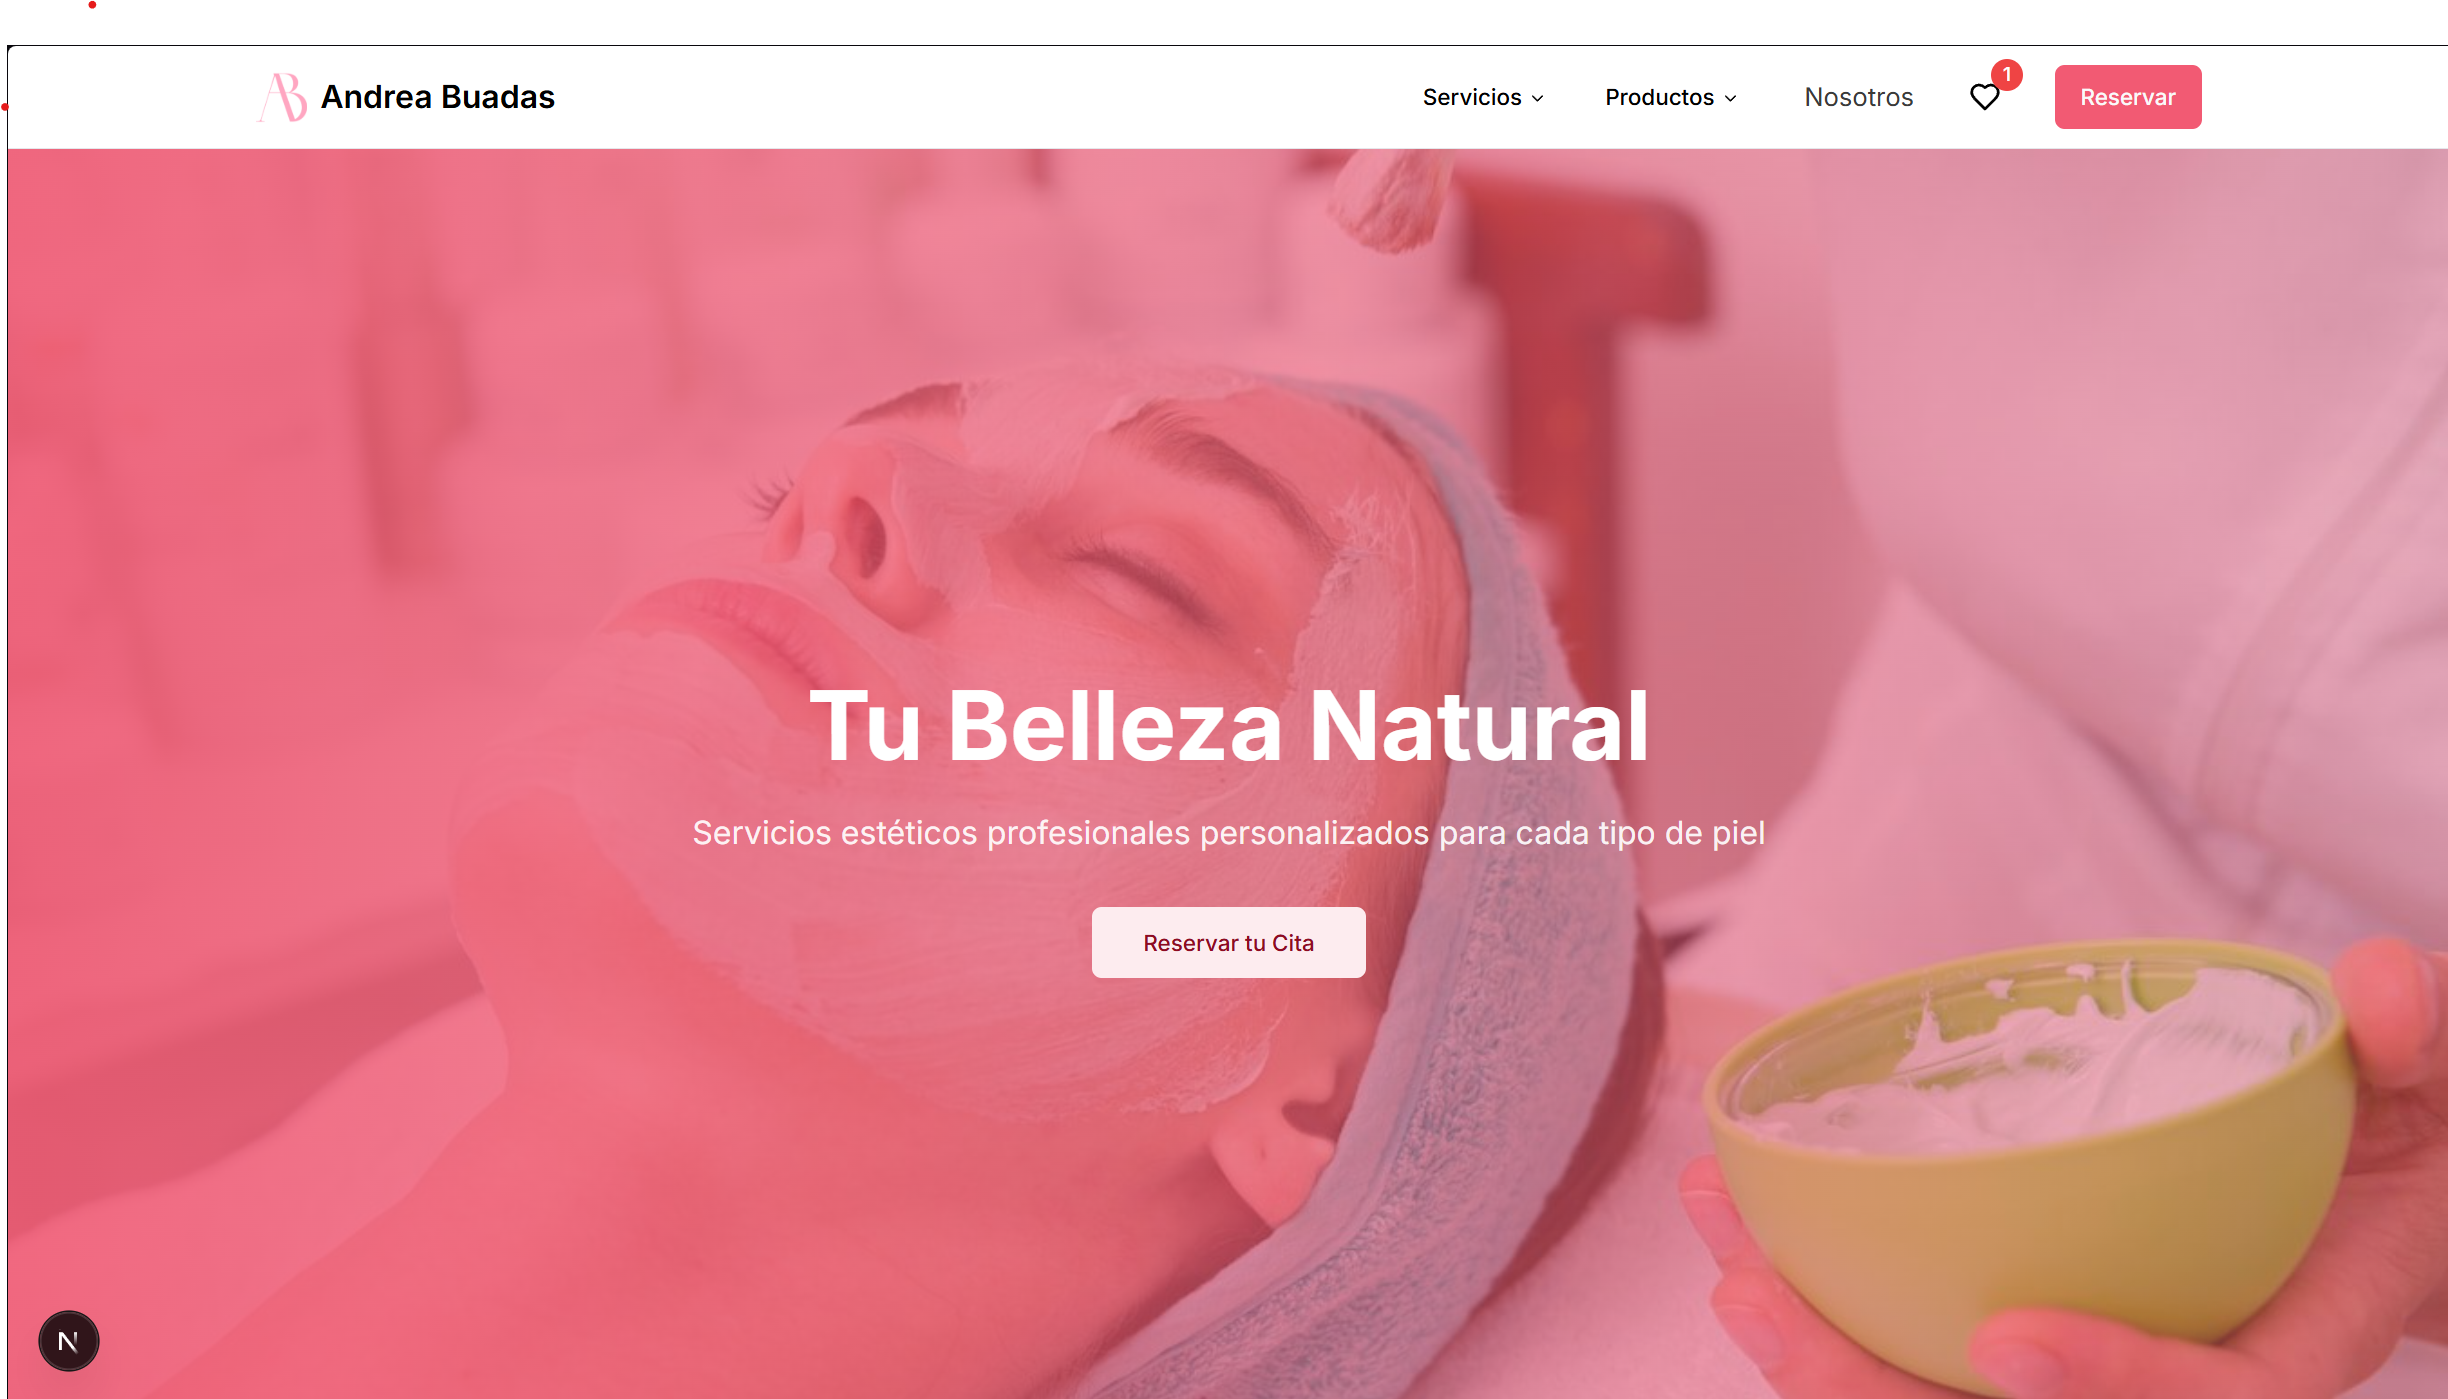 AB Andrea Buadas
Servicios
Productos
Nosotros
1
Reservar
Tu Belleza Natural
Servicios estéticos profesionales personalizados para cada tipo de piel
Reservar tu Cita
N